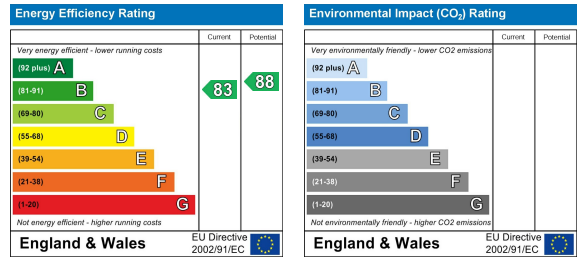 Energy Efficiency Rating
Current Potential
Very energy efficient - lower running costs
(92 plus) A
(81-91) B
(69-80) C
(55-68) D
(39-54) E
(21-38) F
(1-20) G
83
88
Not energy efficient - higher running costs
England & Wales
EU Directive
2002/91/EC
Environmental Impact (CO₂) Rating
Current Potential
Very environmentally friendly - lower CO2 emissions
(92 plus) A
(81-91) B
(69-80) C
(55-68) D
(39-54) E
(21-38) F
(1-20) G
Not environmentally friendly - higher CO2 emissions
England & Wales
EU Directive
2002/91/EC